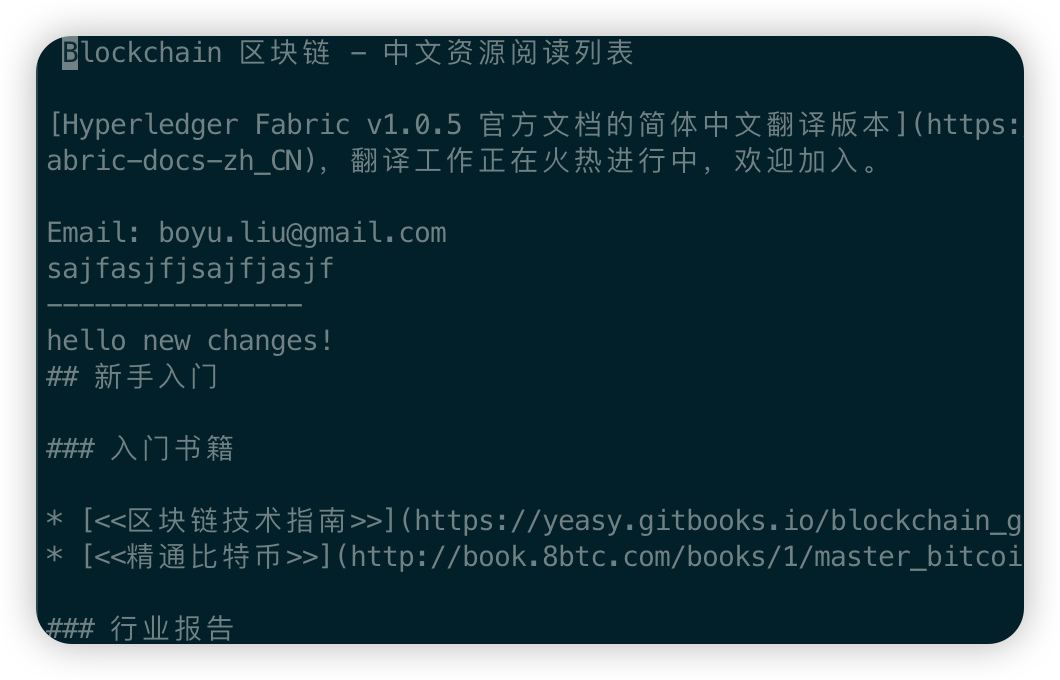 Blockchain 区块链 - 中文资源阅读列表
[Hyperledger Fabric v1.0.5 官方文档的简体中文翻译版本](https:
abric-docs-zh_CN)，翻译工作正在火热进行中，欢迎加入。
Email: boyu.liu@gmail.com
sajfasjfjsajfjasjf
----------------
hello new changes!
## 新手入门
### 入门书籍
* [<<区块链技术指南>>](https://yeasy.gitbooks.io/blockchain_g
* [<<精通比特币>>](http://book.8btc.com/books/1/master_bitcoi
### 行业报告